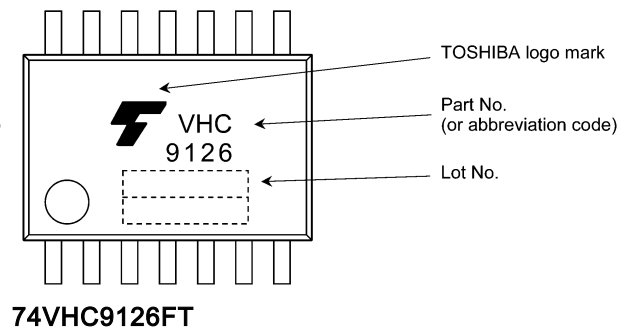 TOSHIBA logo mark
VHC
9126
Part No.
(or abbreviation code)
Lot No.
74VHC9126FT